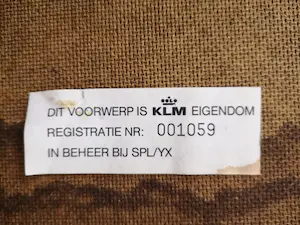 DIT VOORWERP IS KLM EIGENDOM
REGISTRATIE NR: 001059
IN BEHEER BIJ SPL/YX